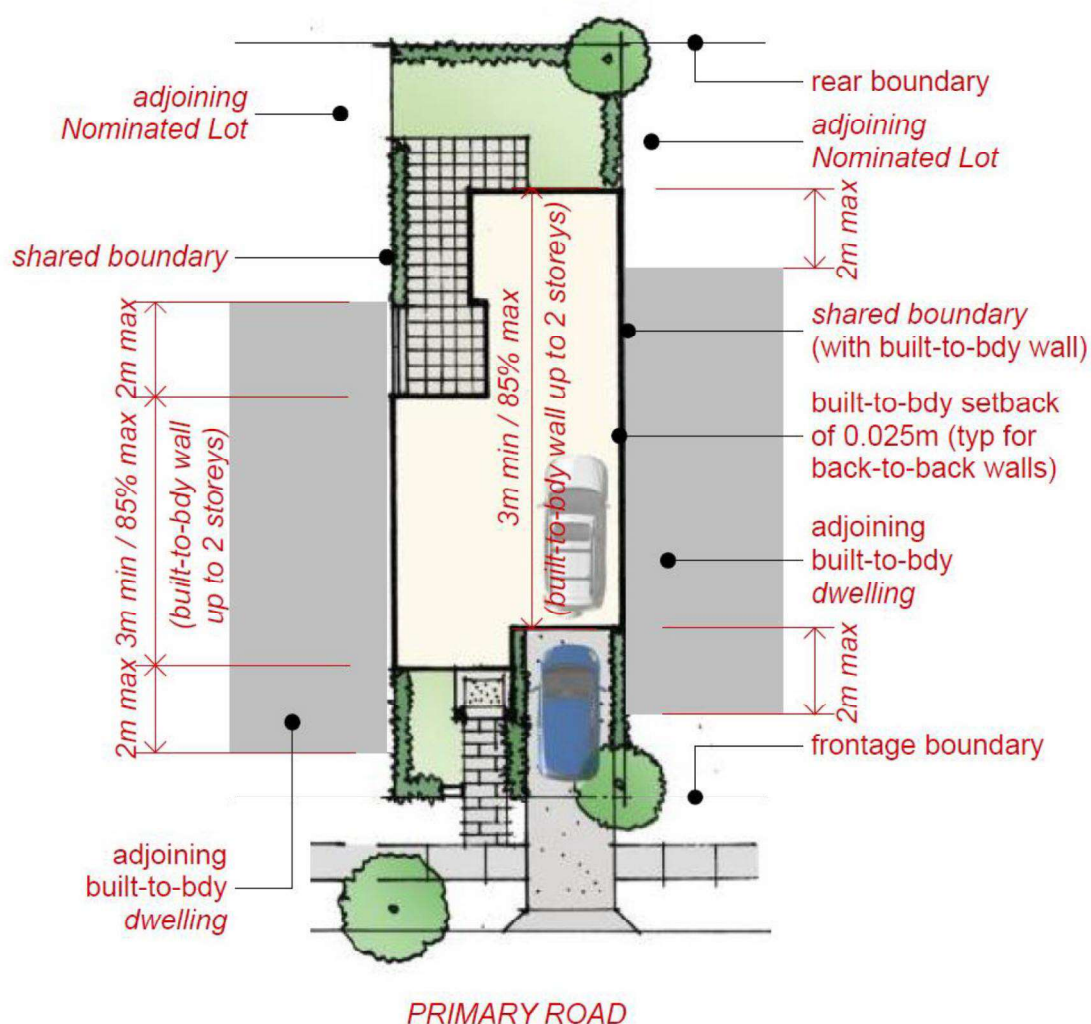 rear boundary
adjoining
Nominated Lot
adjoining
Nominated Lot
2m max
shared boundary
3m min / 85% max
(built-to-bdy wall up to 2 storeys)
2m max
shared boundary
(with built-to-bdy wall)
built-to-bdy setback
of 0.025m (typ for
back-to-back walls)
3m min / 85% max
(built-to-bdy wall
up to 2 storeys)
adjoining
built-to-bdy
dwelling
2m max
2m max
frontage boundary
adjoining
built-to-bdy
dwelling
PRIMARY ROAD